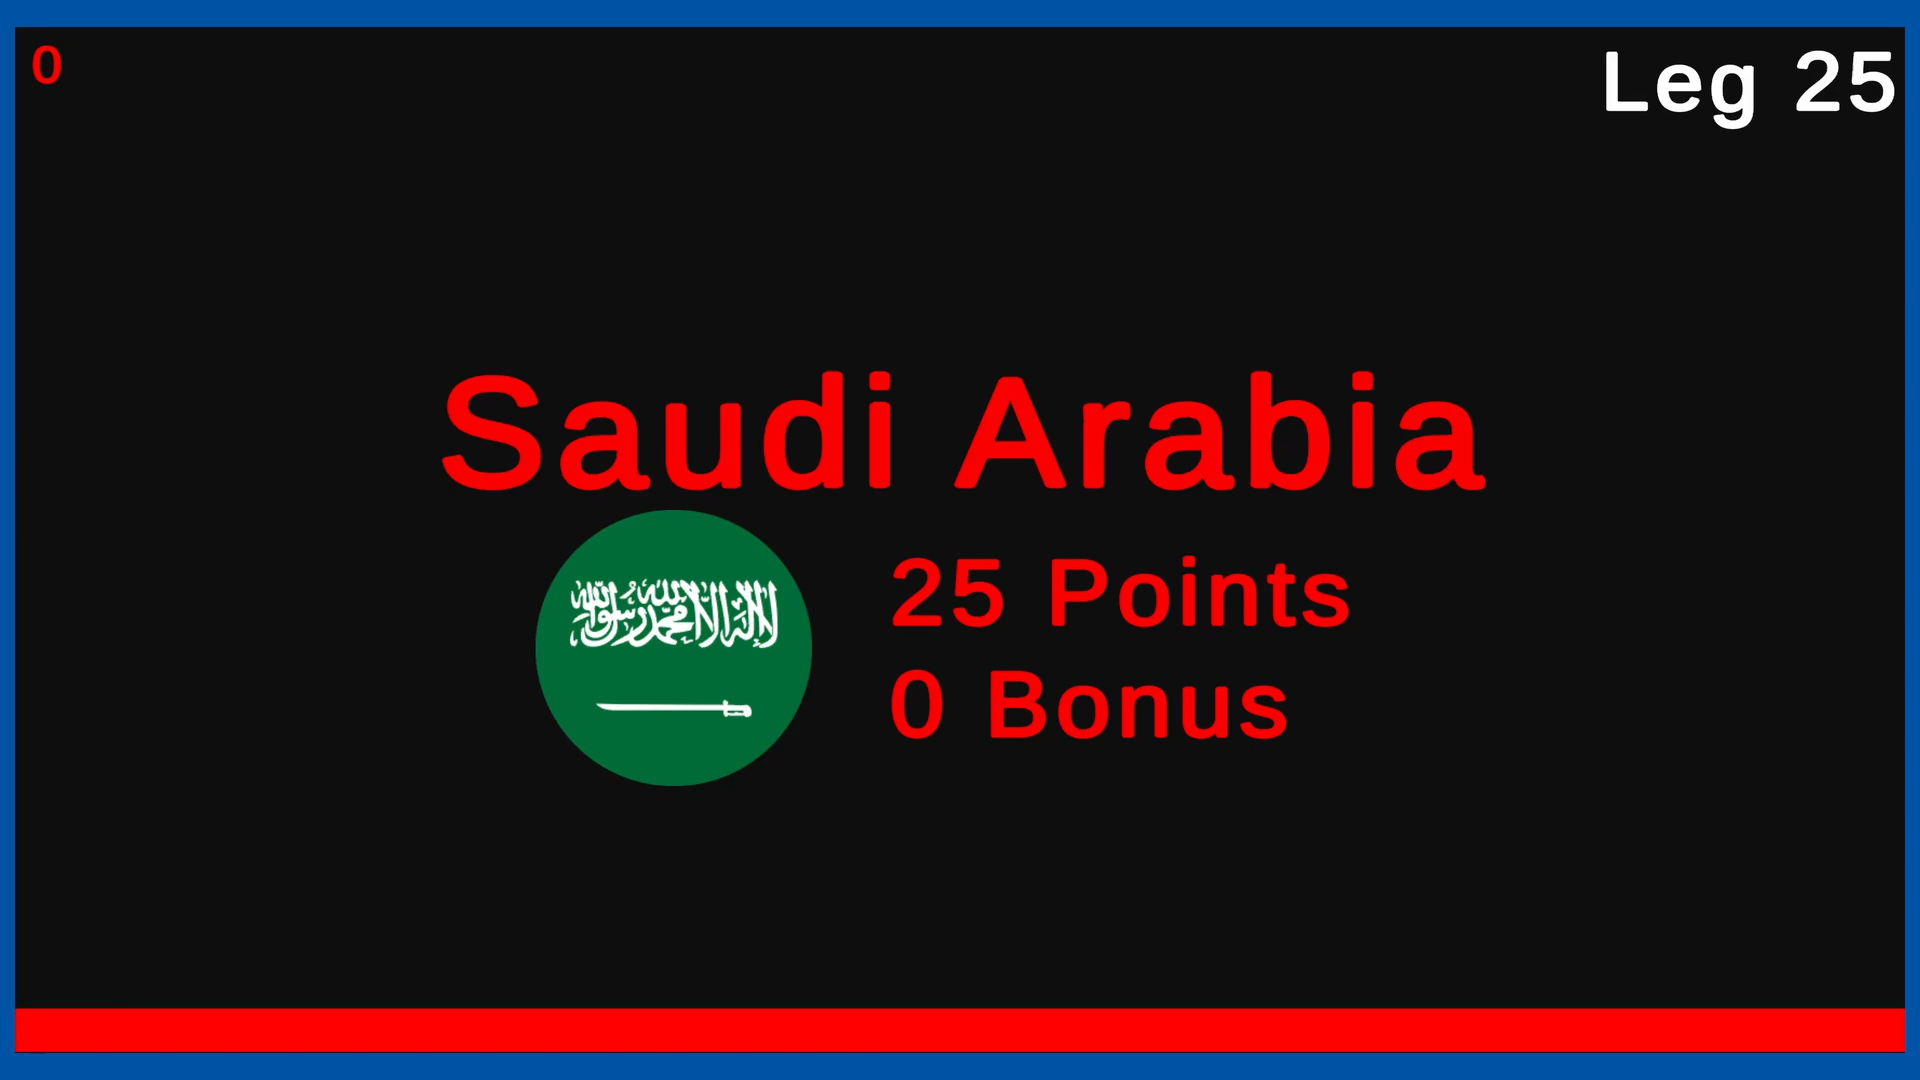 0
Leg 25
Saudi Arabia
لا إله إلا الله محمد رسول الله
25 Points
0 Bonus